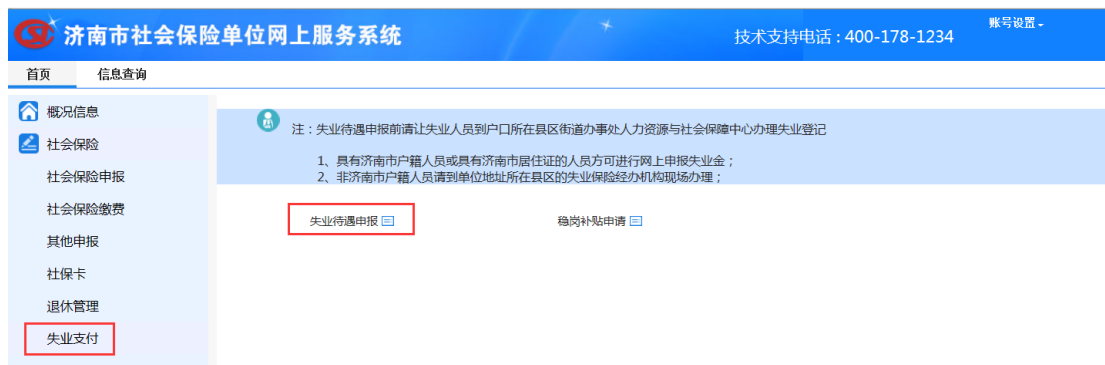 济南市社会保险单位网上服务系统
技术支持电话：400-178-1234
账号设置
首页 信息查询
概况信息
社会保险
社会保险申报
社会保险缴费
其他申报
社保卡
退休管理
失业支付
注：失业待遇申报前请让失业人员到户口所在县区街道办事处人力资源与社会保障中心办理失业登记
1、具有济南市户籍人员或具有济南市居住证的人员方可进行网上申报失业金；
2、非济南市户籍人员请到单位地址所在县区的失业保险经办机构现场办理；
失业待遇申报 稳岗补贴申请